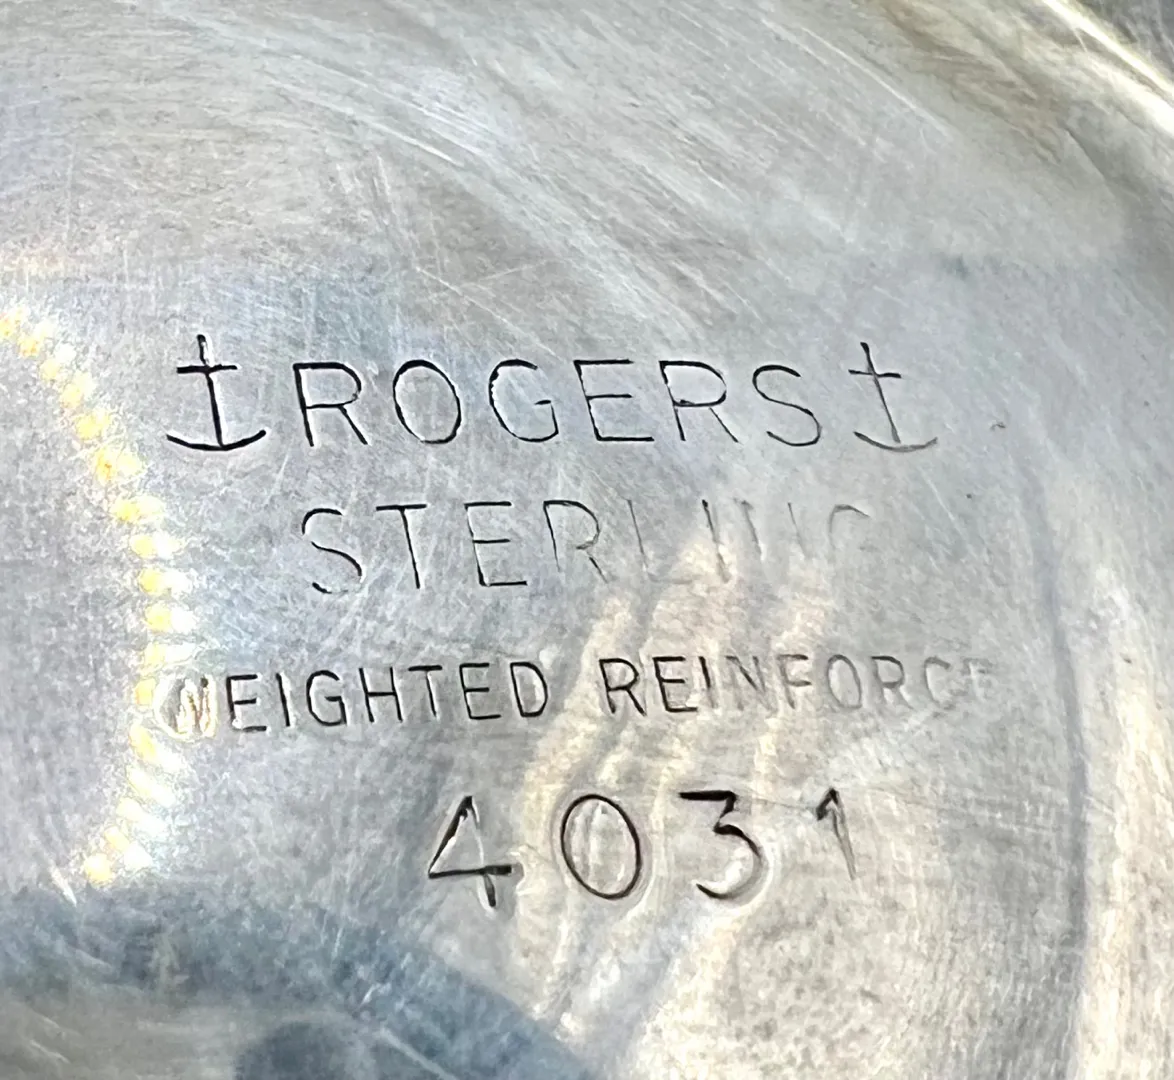 ⚓ROGERS⚓
STERLING
WEIGHTED REINFORCE
4031